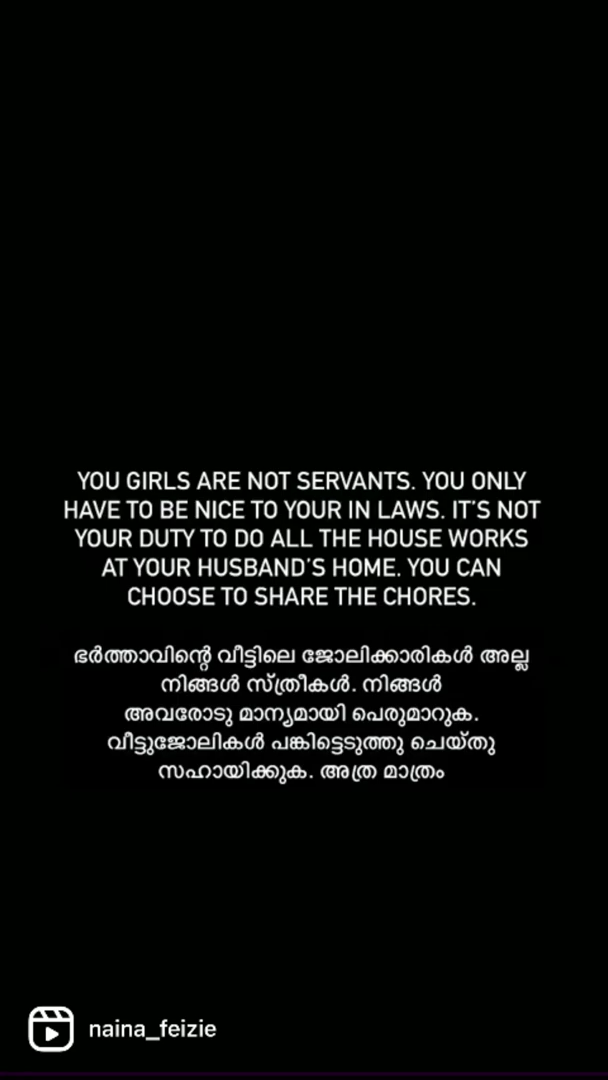 YOU GIRLS ARE NOT SERVANTS. YOU ONLY
HAVE TO BE NICE TO YOUR IN LAWS. IT'S NOT
YOUR DUTY TO DO ALL THE HOUSE WORKS
AT YOUR HUSBAND'S HOME. YOU CAN
CHOOSE TO SHARE THE CHORES.
ഭർത്താവിന്റെ വീട്ടിലെ ജോലിക്കാരികൾ അല്ല
നിങ്ങൾ സ്ത്രീകൾ. നിങ്ങൾ
അവരോടു മാന്യമായി പെരുമാറുക.
വീട്ടുജോലികൾ പങ്കിട്ടെടുത്തു ചെയ്തു
സഹായിക്കുക. അത്ര മാത്രം
naina_feizie